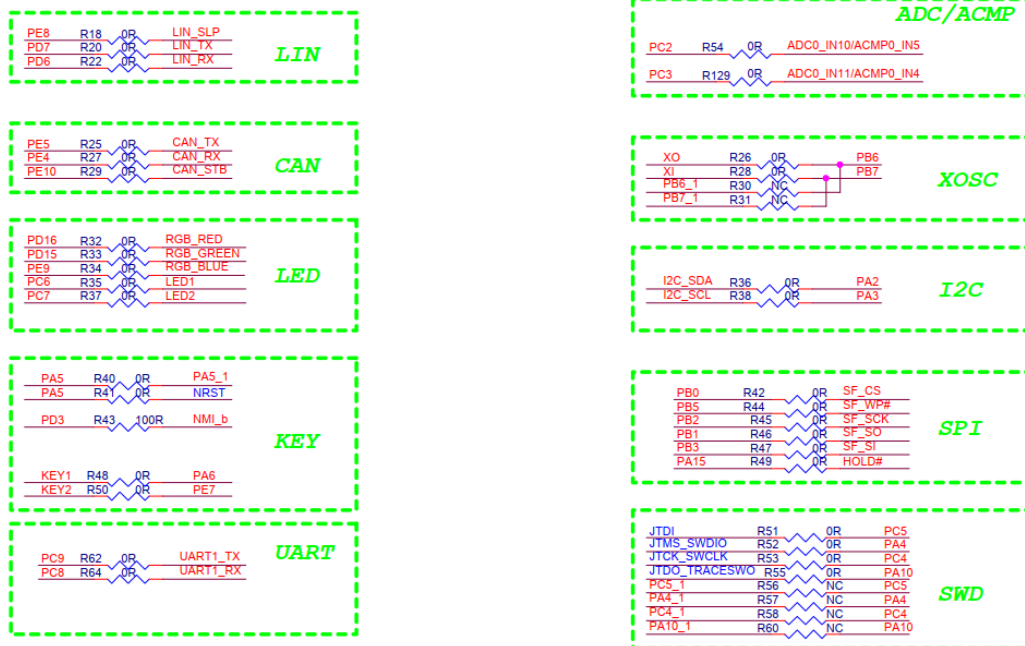 PE8 R18 0R LIN_SLP
PD7 R20 0R LIN_TX
PD6 R22 0R LIN_RX
LIN
PE5 R25 0R CAN_TX
PE4 R27 0R CAN_RX
PE10 R29 0R CAN_STB
CAN
PD16 R32 0R RGB_RED
PD15 R33 0R RGB_GREEN
PE9 R34 0R RGB_BLUE
PC6 R35 0R LED1
PC7 R37 0R LED2
LED
PA5 R40 0R PA5_1
PA5 R41 0R NRST
PD3 R43 100R NMI_b
KEY
KEY1 R48 0R PA6
KEY2 R50 0R PE7
UART
PC9 R62 0R UART1_TX
PC8 R64 0R UART1_RX
ADC/ACMP
PC2 R54 0R ADC0_IN10/ACMP0_IN5
PC3 R129 0R ADC0_IN11/ACMP0_IN4
XO R26 0R PB6
XI R28 0R PB7
PB6_1 R30 NC
PB7_1 R31 NC
XOSC
I2C_SDA R36 0R PA2
I2C_SCL R38 0R PA3
I2C
PB0 R42 0R SF_CS
PB5 R44 0R SF_WP#
PB2 R45 0R SF_SCK
PB1 R46 0R SF_SO
PB3 R47 0R SF_SI
PA15 R49 0R HOLD#
SPI
JTDI R51 0R PC5
JTMS_SWDIO R52 0R PA4
JTCK_SWCLK R53 0R PC4
JTDO_TRACESWO R55 0R PA10
PC5_1 R56 NC PC5
PA4_1 R57 NC PA4
PC4_1 R58 NC PC4
PA10_1 R60 NC PA10
SWD